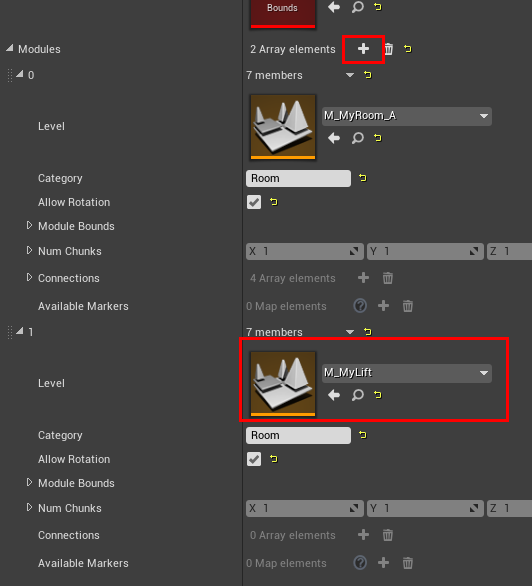 Bounds
Modules 2 Array elements
0 7 members
Level M_MyRoom_A
Category Room
Allow Rotation
Module Bounds
Num Chunks X 1 Y 1 Z 1
Connections 4 Array elements
Available Markers 0 Map elements
1 7 members
Level M_MyLift
Category Room
Allow Rotation
Module Bounds
Num Chunks X 1 Y 1 Z 1
Connections 0 Array elements
Available Markers 0 Map elements